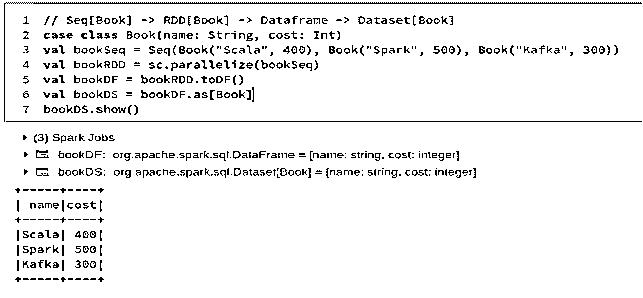 1 // Seq[Book] -> RDD[Book] -> Dataframe -> Dataset[Book]
2 case class Book(name: String, cost: Int)
3 val bookSeq = Seq(Book("Scala", 400), Book("Spark", 500), Book("Kafka", 300))
4 val bookRDD = sc.parallelize(bookSeq)
5 val bookDF = bookRDD.toDF()
6 val bookDS = bookDF.as[Book]
7 bookDS.show()
(3) Spark Jobs
bookDF: org.apache.spark.sql.DataFrame = [name: string, cost: integer]
bookDS: org.apache.spark.sql.Dataset[Book] = [name: string, cost: integer]
+-----+----+
| name|cost|
+-----+----+
|Scala| 400|
|Spark| 500|
|Kafka| 300|
+-----+----+